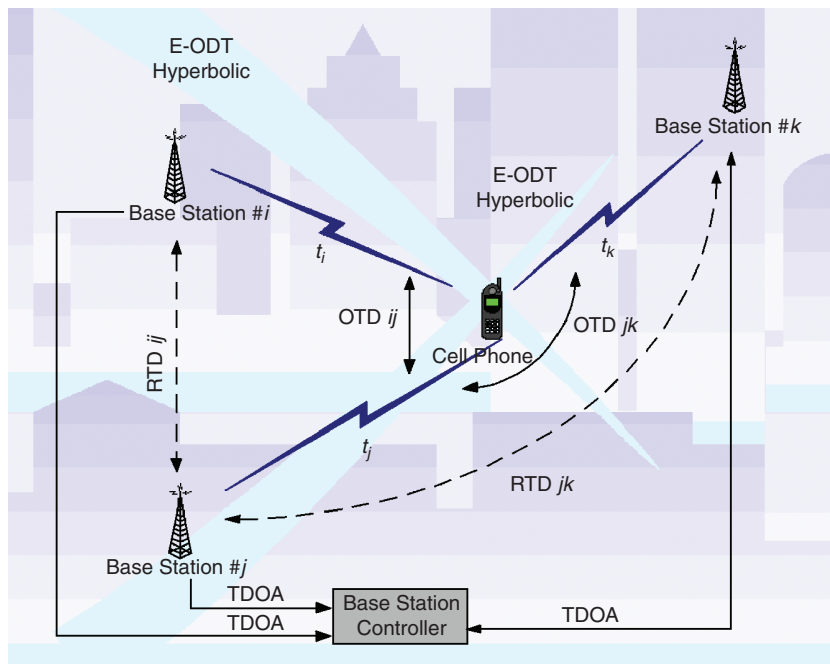 E-ODT
Hyperbolic
Base Station #k
E-ODT
Hyperbolic
Base Station #i
ti
tk
OTD ij
OTD jk
RTD ij
Cell Phone
tj
RTD jk
Base Station #j
TDOA
TDOA
Base Station
Controller
TDOA